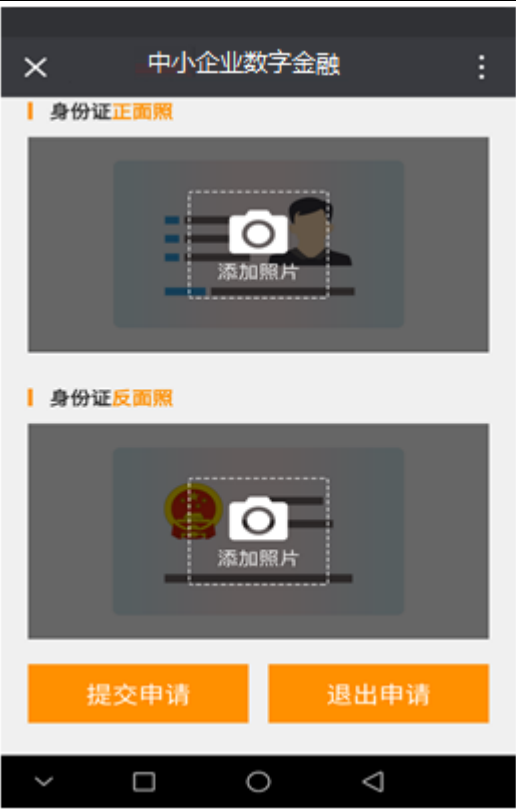 中小企业数字金融
身份证正面照
添加照片
身份证反面照
添加照片
提交申请
退出申请